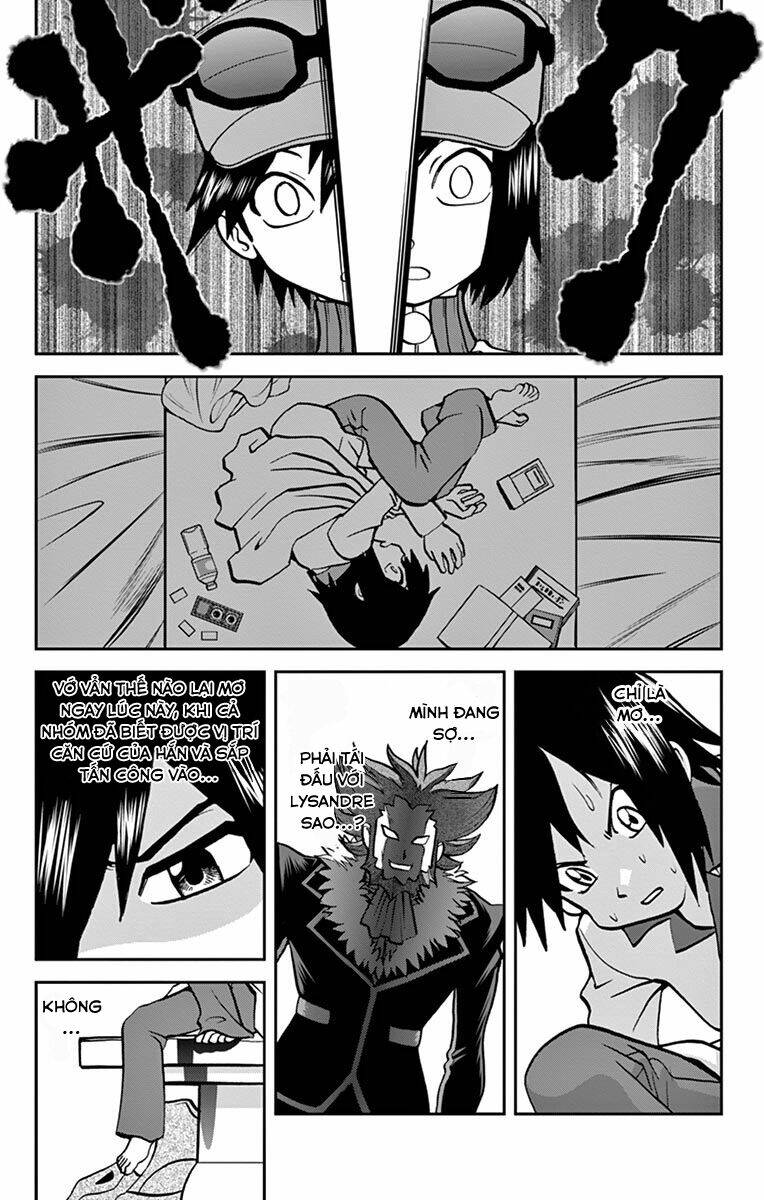 ボク
CHỈ LÀ
MƠ...
MÌNH ĐANG
SỢ...
PHẢI TÁI
ĐẤU VỚI
LYSANDRE
SAO...?
VỚ VẨN THẾ NÀO LẠI MƠ
NGAY LÚC NÀY, KHI CẢ
NHÓM ĐÃ BIẾT ĐƯỢC VỊ TRÍ
CĂN CỨ CỦA HẮN VÀ SẮP
TẤN CÔNG VÀO...
KHÔNG
...